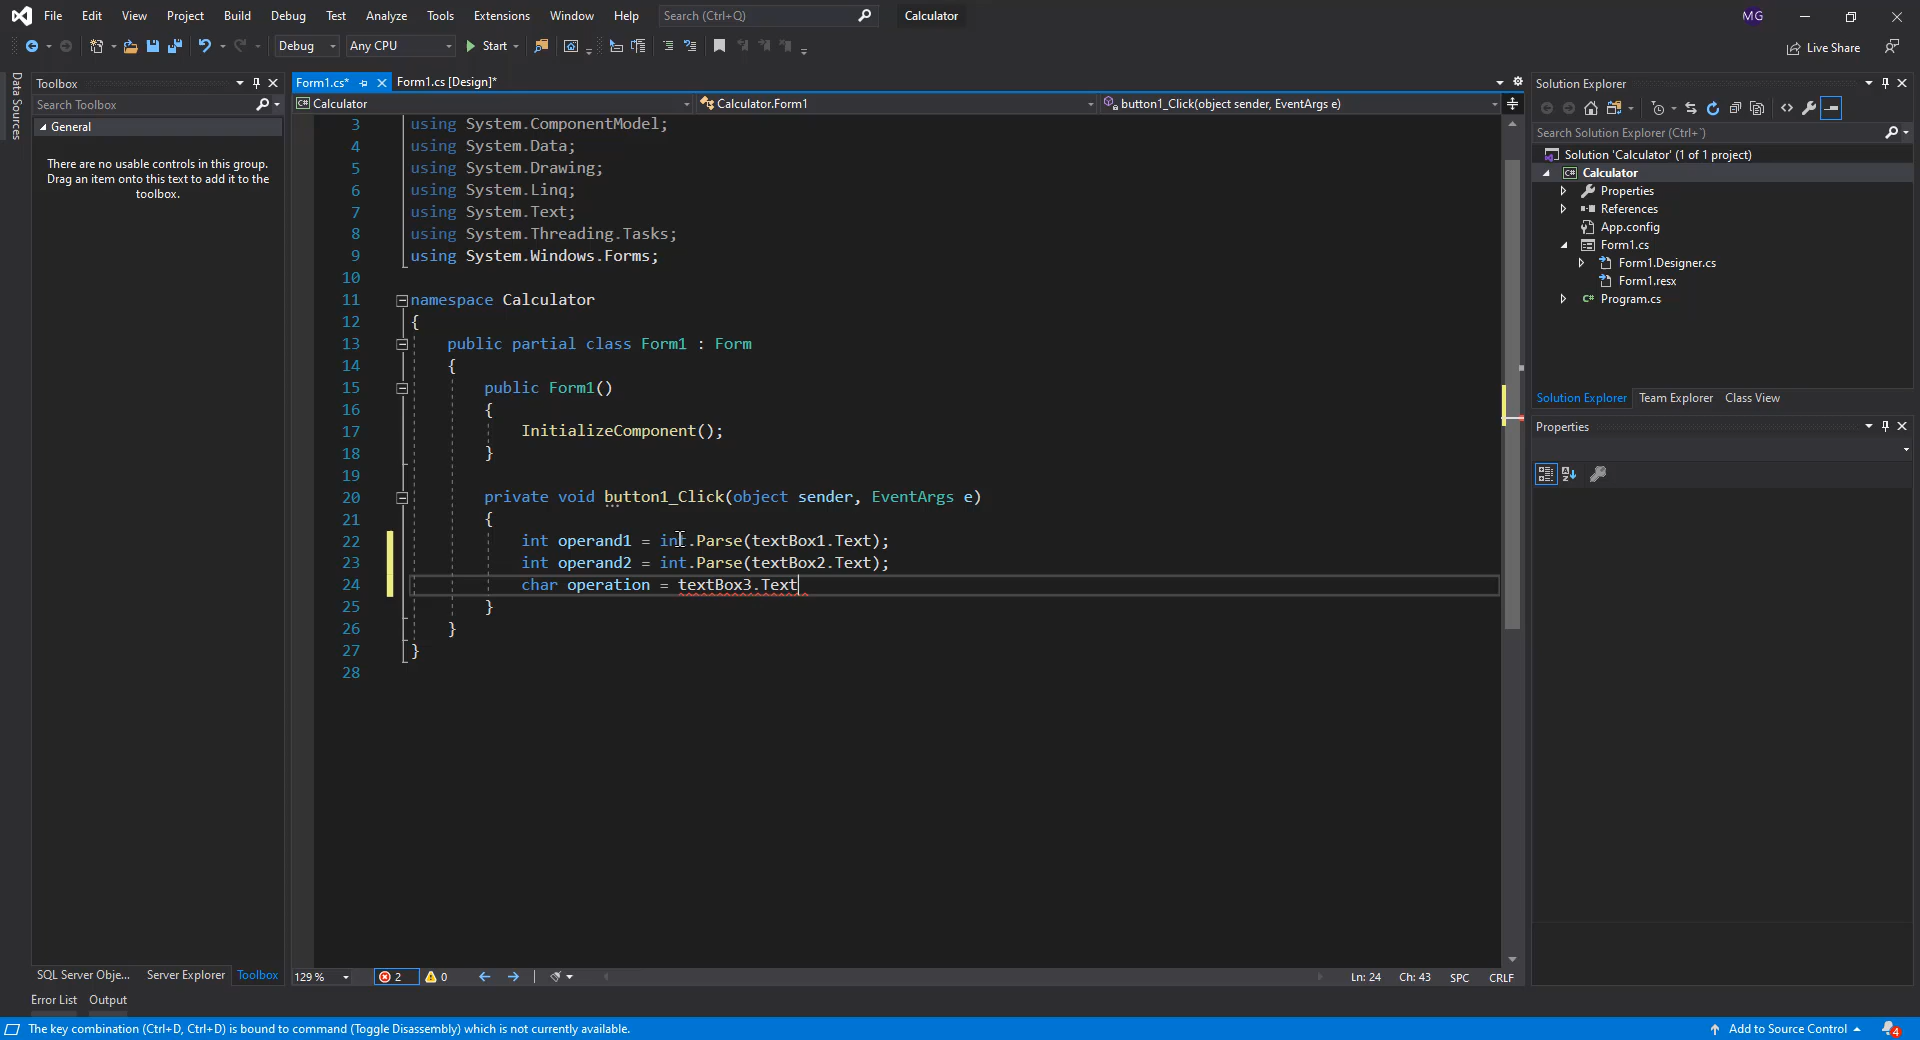 File Edit View Project Build Debug Test Analyze Tools Extensions Window Help Search (Ctrl+Q) Calculator MG
Debug Any CPU Start Live Share
Data Sources
Toolbox
Search Toolbox
General
There are no usable controls in this group.
Drag an item onto this text to add it to the
toolbox.
SQL Server Obje... Server Explorer Toolbox
Form1.cs* Form1.cs [Design]*
Calculator Calculator.Form1 button1_Click(object sender, EventArgs e)
3 using System.ComponentModel;
4 using System.Data;
5 using System.Drawing;
6 using System.Linq;
7 using System.Text;
8 using System.Threading.Tasks;
9 using System.Windows.Forms;
10
11 namespace Calculator
12 {
13 public partial class Form1 : Form
14 {
15 public Form1()
16 {
17 InitializeComponent();
18 }
19
20 private void button1_Click(object sender, EventArgs e)
21 {
22 int operand1 = int.Parse(textBox1.Text);
23 int operand2 = int.Parse(textBox2.Text);
24 char operation = textBox3.Text
25 }
26 }
27 }
28
129 % 2 0 Ln: 24 Ch: 43 SPC CRLF
Solution Explorer
Search Solution Explorer (Ctrl+¨)
Solution 'Calculator' (1 of 1 project)
C# Calculator
Properties
References
App.config
Form1.cs
Form1.Designer.cs
Form1.resx
C# Program.cs
Solution Explorer Team Explorer Class View
Properties
Error List Output
The key combination (Ctrl+D, Ctrl+D) is bound to command (Toggle Disassembly) which is not currently available. Add to Source Control 4